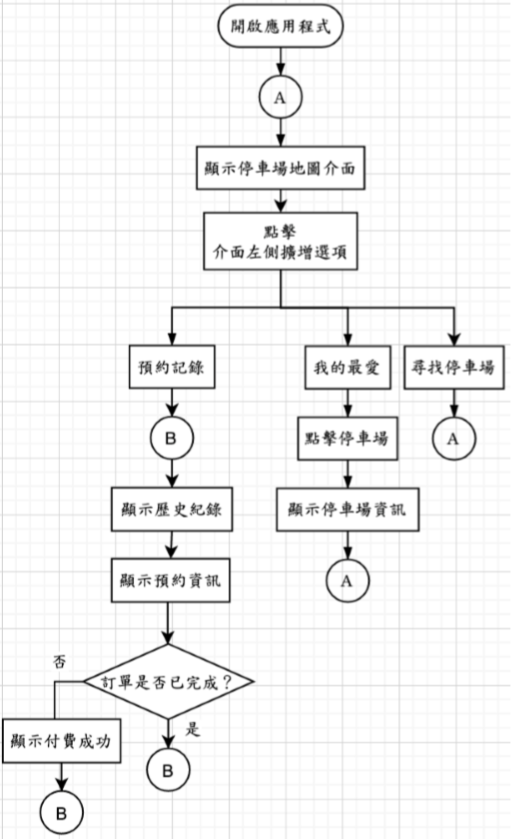 開啟應用程式
A
顯示停車場地圖介面
點擊
介面左側擴增選項
預約記錄
我的最愛
尋找停車場
B
點擊停車場
A
顯示歷史紀錄
顯示停車場資訊
顯示預約資訊
A
否
訂單是否已完成？
是
顯示付費成功
B
B